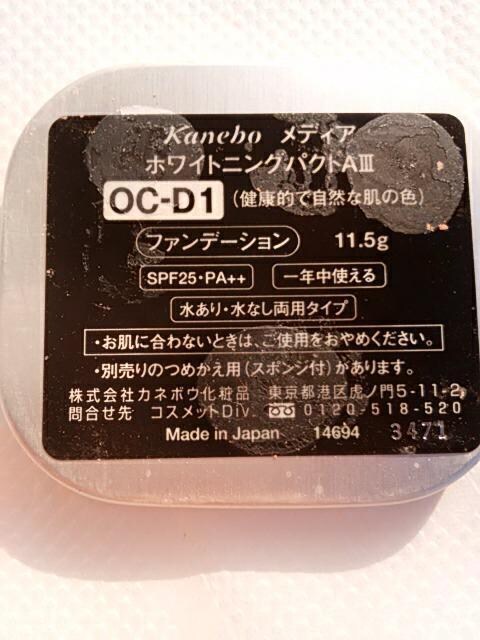 Kanebo メディア
ホワイトニングパクトAⅢ
OC-D1 (健康的で自然な肌の色)
ファンデーション 11.5g
SPF25・PA++ 一年中使える
水あり・水なし両用タイプ
・お肌に合わないときは、ご使用をおやめください。
・別売りのつめかえ用(スポンジ付)があります。
株式会社カネボウ化粧品 東京都港区虎ノ門5-11-2
問合せ先 コスメットDiv. 0120-518-520
Made in Japan 14694 3471